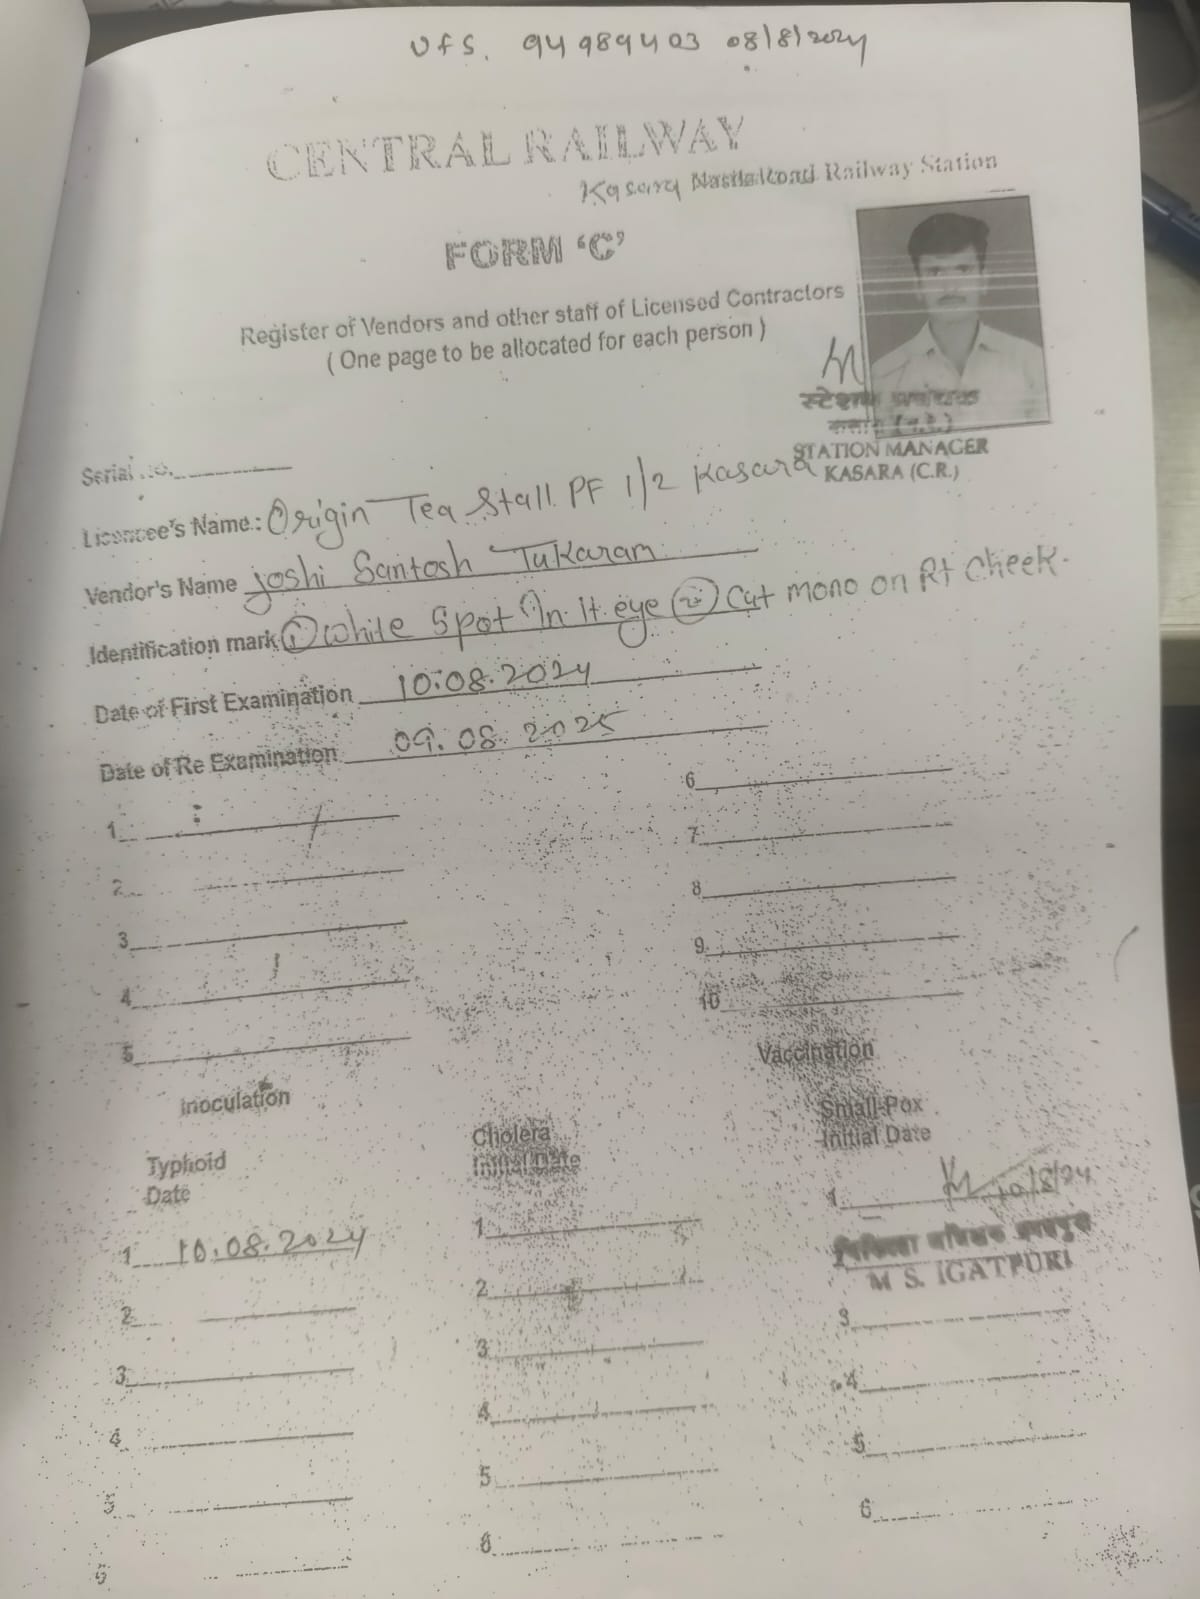 UFS. 94989403 08/8/2024
CENTRAL RAILWAY
Kasara Railway Station
FORM ‘C’
Register of Vendors and other staff of Licensed Contractors
( One page to be allocated for each person )
स्टेशन प्रबंधक
कसारा (म.रे.)
STATION MANAGER
KASARA (C.R.)
Serial No.
Licencee's Name.: Origin Tea Stall PF 1/2 Kasara
Vendor's Name Joshi Santosh Tukaram
Identification mark ① White Spot In lt. eye ② Cut mono on Rt Cheek.
Date of First Examination 10.08.2024
Date of Re Examination 09.08.2025
1 6
2 7
3 8
4 9
5 10
Inoculation Vaccination
Typhoid Cholera Small-Pox
Date Initial Date Initial Date
1 10.08.2024 1 1 10/8/24
M S. IGATPURI
2 2
3 3 3
4 4 4
5 5 5
6 6 6